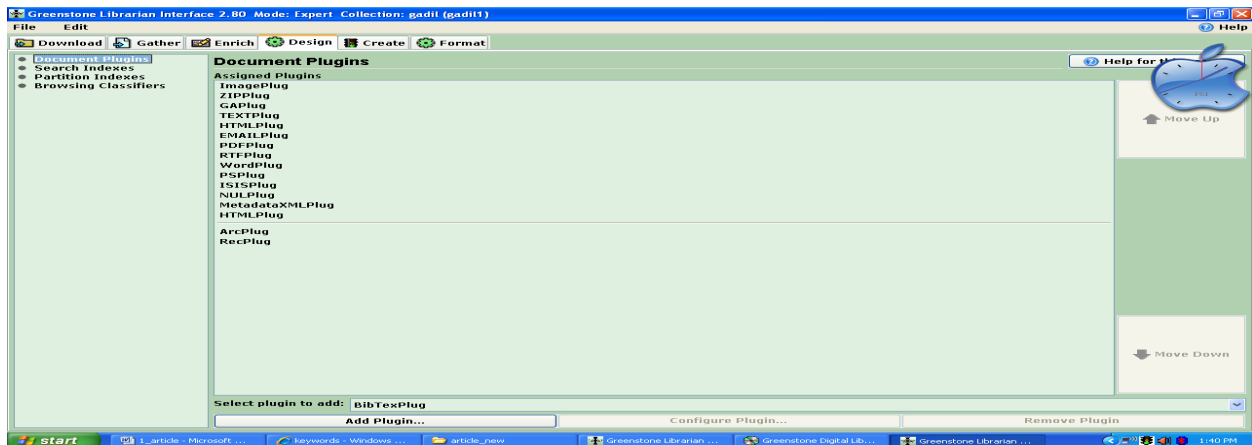 Greenstone Librarian Interface 2.80 Mode: Expert Collection: gadil (gadil1)
File Edit Help
Download Gather Enrich Design Create Format
Document Plugins
Search Indexes
Partition Indexes
Browsing Classifiers
Document Plugins
Help for
Assigned Plugins
ImagePlug
ZIPPlug
GAPlug
TEXTPlug
HTMLPlug
EMAILPlug
PDFPlug
RTFPlug
WordPlug
PSPlug
ISISPlug
NULPlug
MetadataXMLPlug
HTMLPlug
ArcPlug
RecPlug
Move Up
Move Down
Select plugin to add: BibTexPlug
Add Plugin... Configure Plugin... Remove Plugin
start 1_article - Microsoft ... keywords - Windows ... article_new Greenstone Librarian ... Greenstone Digital Lib... Greenstone Librarian ... 1:40 PM